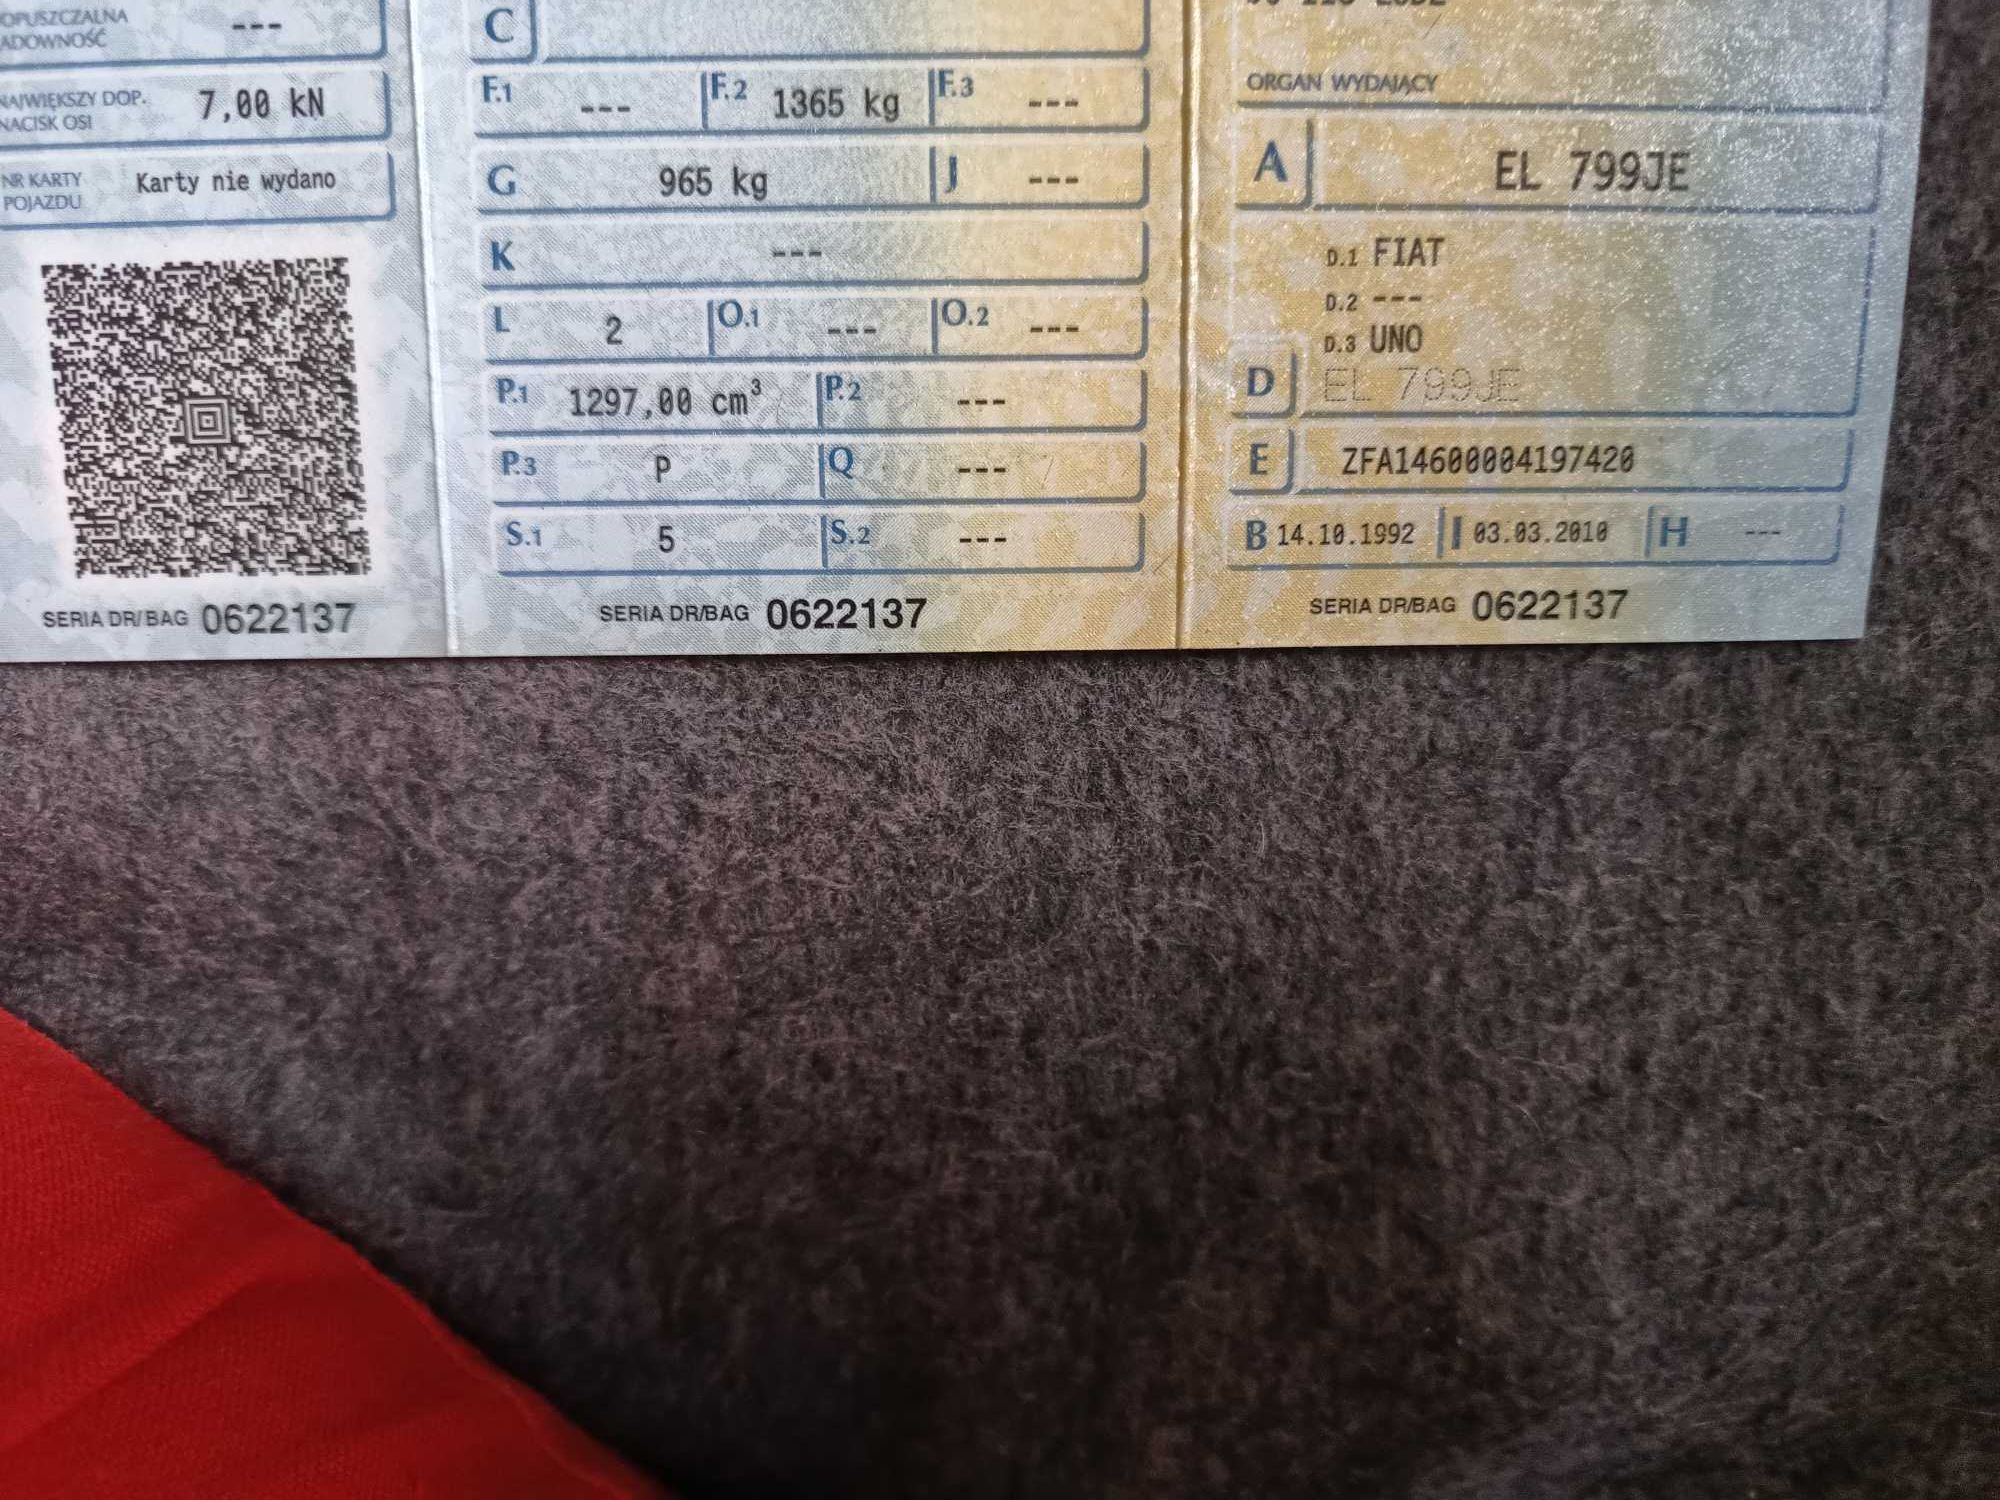 OPUSZCZALNA
ADOWNOŚĆ
---
NAJWIĘKSZY DOP.
NACISK OSI
7,00 kN
NR KARTY
POJAZDU
Karty nie wydano
SERIA DR/BAG 0622137
C
F.1 --- F.2 1365 kg F.3 ---
G 965 kg J ---
K ---
L 2 O.1 --- O.2 ---
P.1 1297,00 cm³ P.2 ---
P.3 P Q ---
S.1 5 S.2 ---
SERIA DR/BAG 0622137
ORGAN WYDAJĄCY
A EL 799JE
D.1 FIAT
D.2 ---
D.3 UNO
D EL 799JE
E ZFA14600004197420
B 14.10.1992 I 03.03.2010 H ---
SERIA DR/BAG 0622137